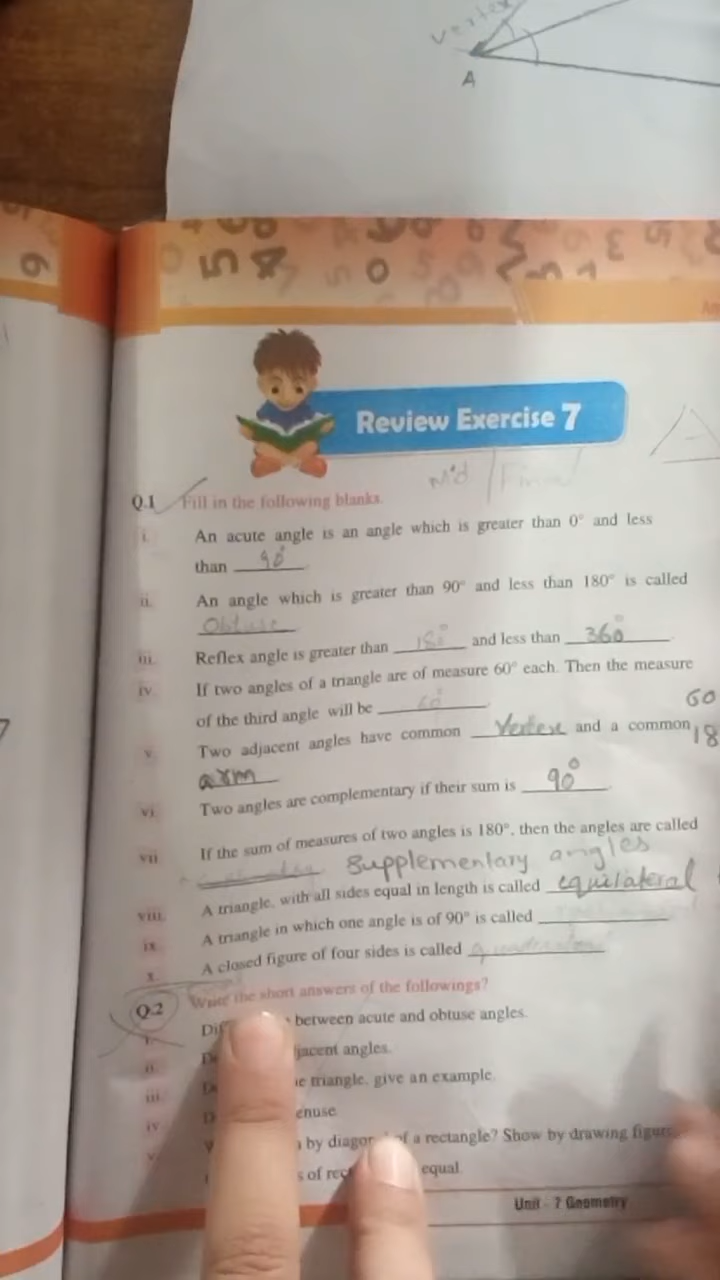 vertex
A
Review Exercise 7
Mid / Final
Q.1 Fill in the following blanks.
i. An acute angle is an angle which is greater than 0° and less
than 90°.
ii. An angle which is greater than 90° and less than 180° is called
Obtuse
iii. Reflex angle is greater than 180° and less than 360°.
iv. If two angles of a triangle are of measure 60° each. Then the measure
of the third angle will be 60°.
60
v. Two adjacent angles have common Vertex and a common
18
arm
vi. Two angles are complementary if their sum is 90°.
vii. If the sum of measures of two angles is 180°, then the angles are called
Supplementary angles
viii. A triangle, with all sides equal in length is called equilateral
ix. A triangle in which one angle is of 90° is called
x. A closed figure of four sides is called
Q.2 Write the short answers of the followings?
i. between acute and obtuse angles.
ii. jacent angles.
iii. triangle, give an example.
iv. enuse.
v. by diagonal of a rectangle? Show by drawing figure.
equal
Unit - 7 Geometry